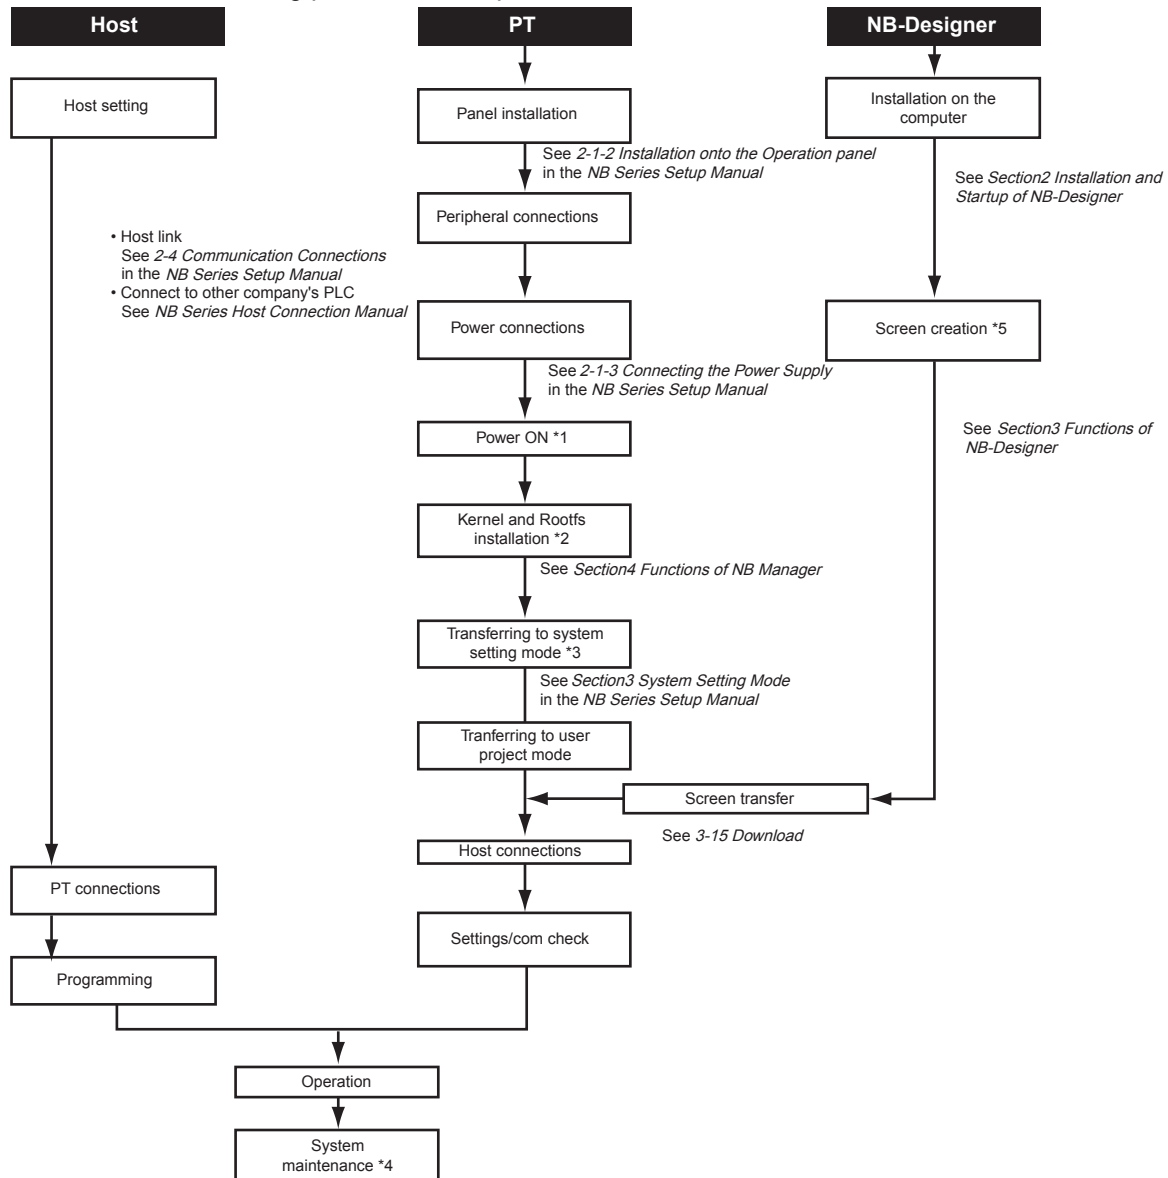 Host
Host setting
• Host link
See 2-4 Communication Connections
in the NB Series Setup Manual
• Connect to other company's PLC
See NB Series Host Connection Manual
PT connections
Programming
PT
Panel installation
See 2-1-2 Installation onto the Operation panel
in the NB Series Setup Manual
Peripheral connections
Power connections
See 2-1-3 Connecting the Power Supply
in the NB Series Setup Manual
Power ON *1
Kernel and Rootfs
installation *2
See Section4 Functions of NB Manager
Transferring to system
setting mode *3
See Section3 System Setting Mode
in the NB Series Setup Manual
Tranferring to user
project mode
Host connections
Settings/com check
NB-Designer
Installation on the
computer
See Section2 Installation and
Startup of NB-Designer
Screen creation *5
See Section3 Functions of
NB-Designer
Screen transfer
See 3-15 Download
Operation
System
maintenance *4